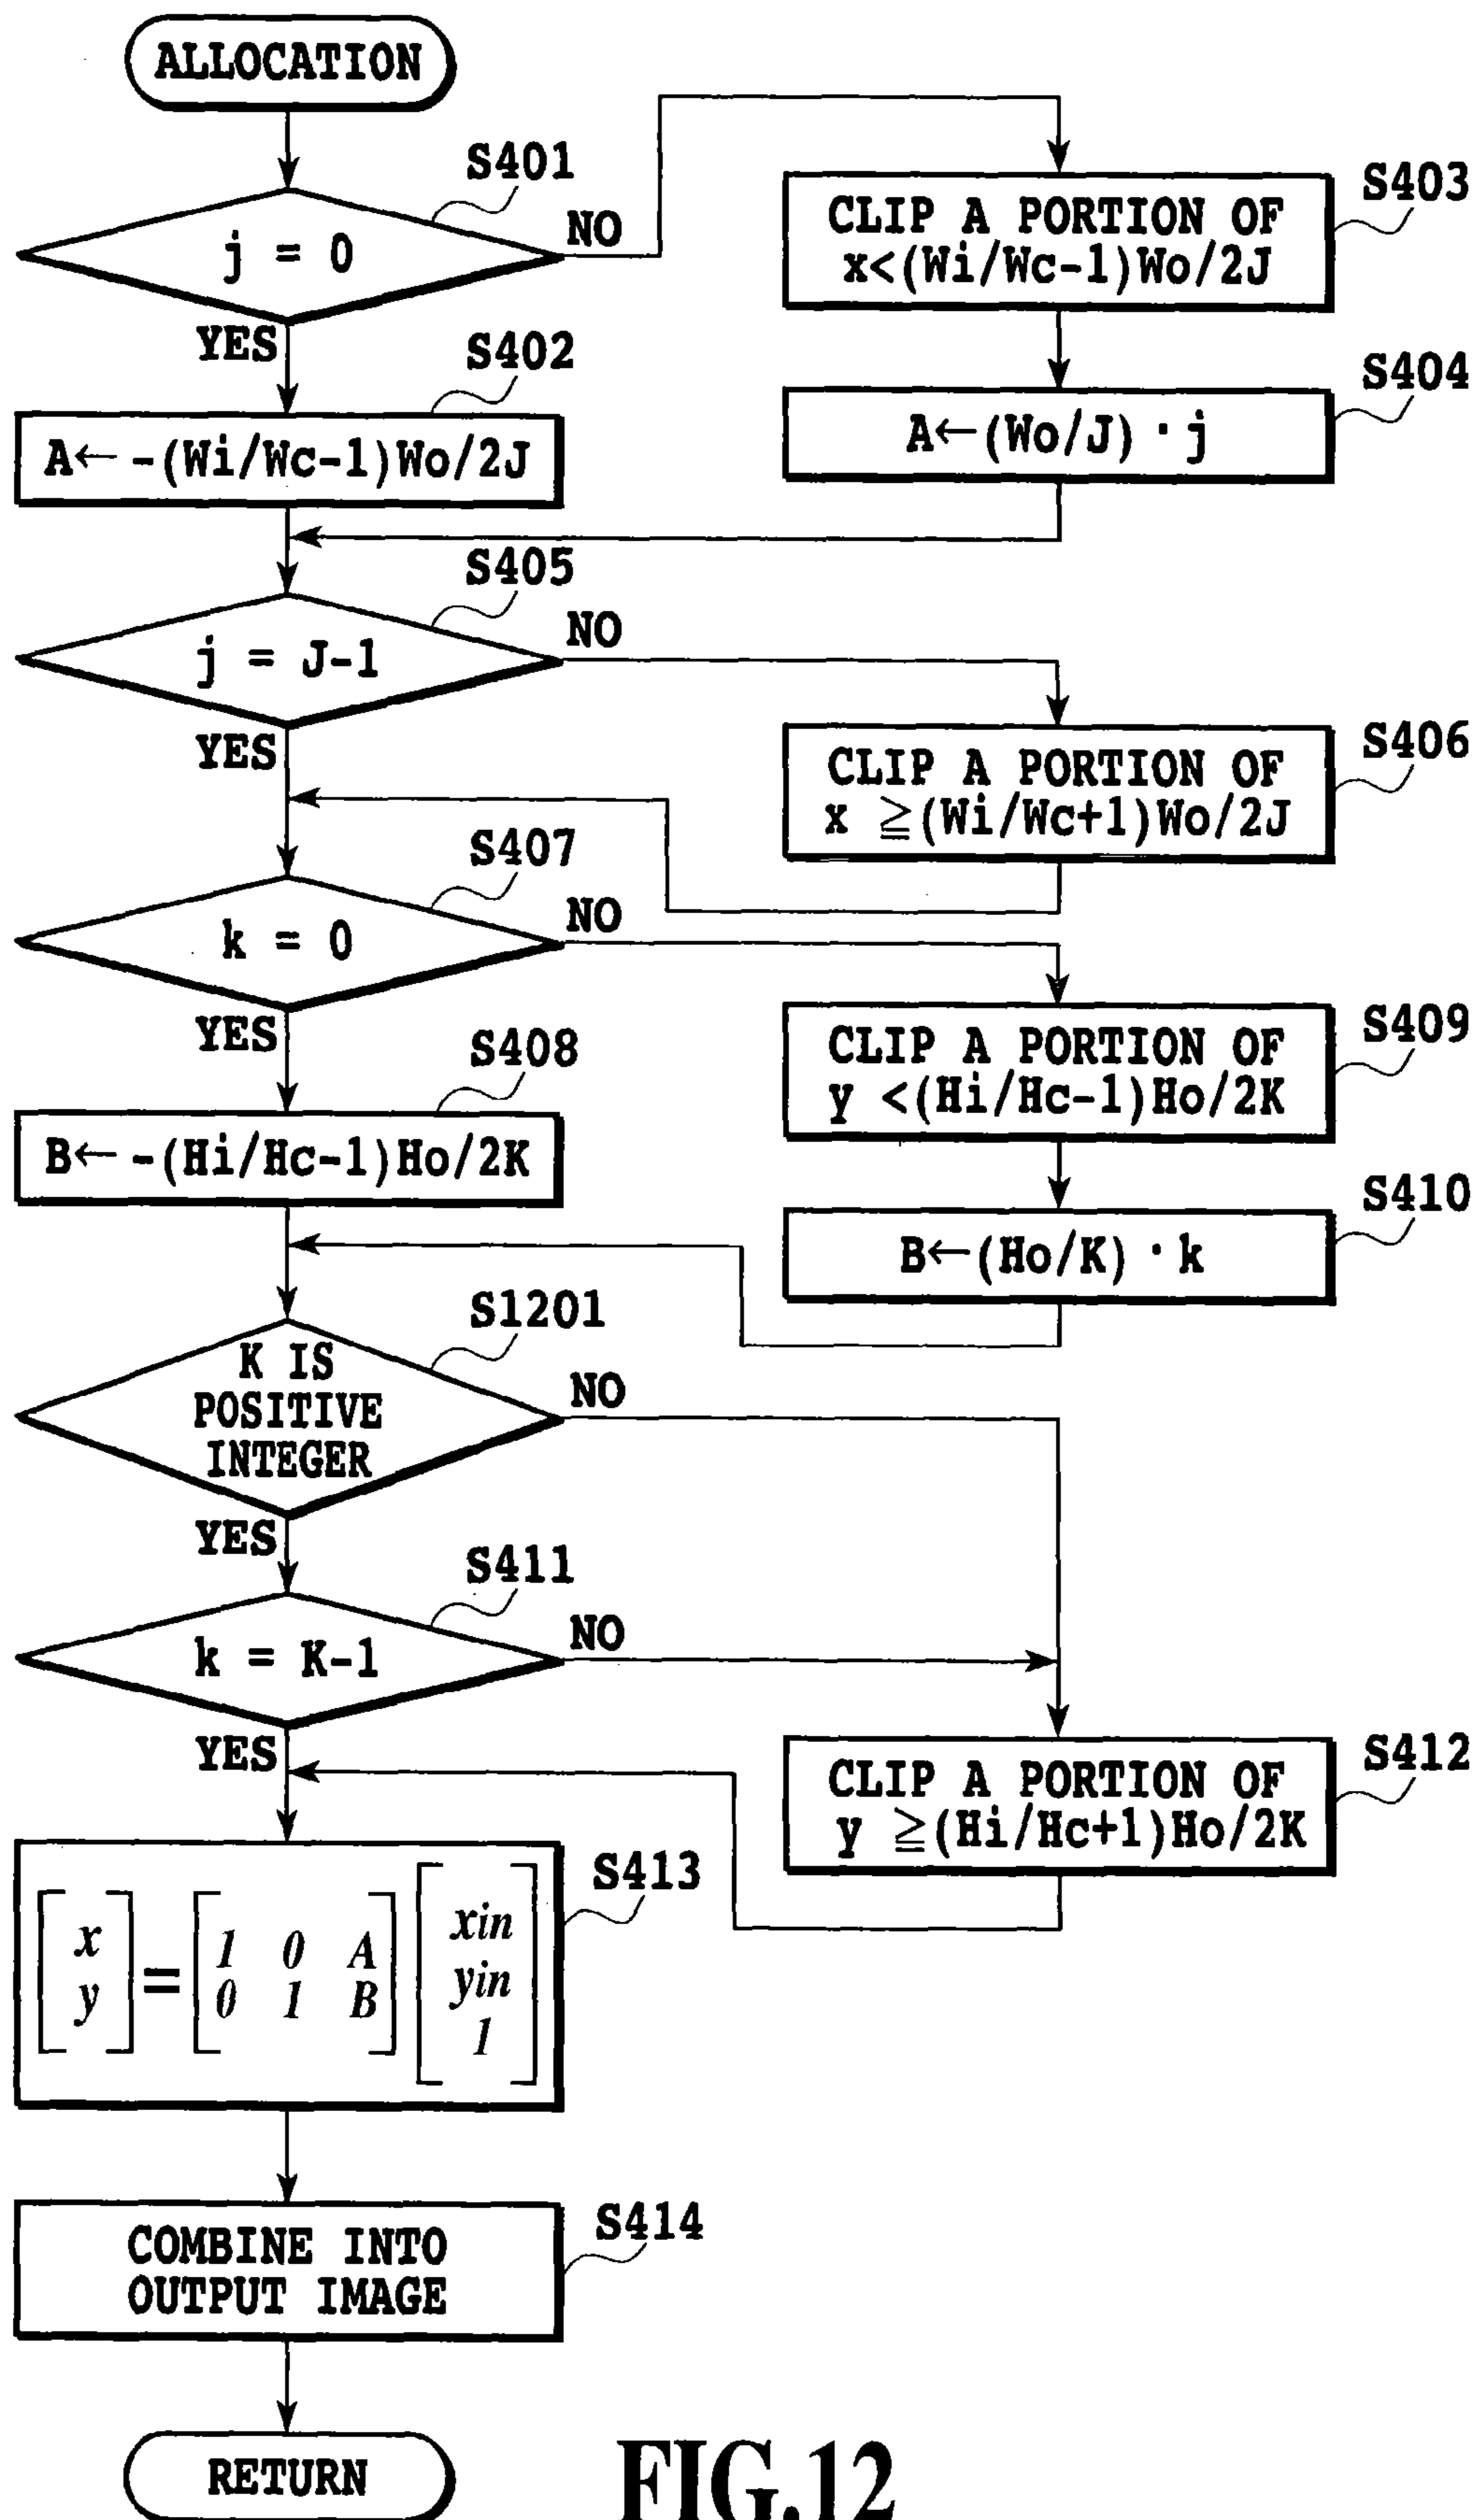 ALLOCATION
S401
j = 0
NO
YES
S403
CLIP A PORTION OF
x<(Wi/Wc-1)Wo/2J
S402
A← -(Wi/Wc-1)Wo/2J
S404
A←(Wo/J)・j
S405
j = J-1
NO
YES
S406
CLIP A PORTION OF
x ≧(Wi/Wc+1)Wo/2J
S407
k = 0
NO
YES
S409
CLIP A PORTION OF
y <(Hi/Hc-1)Ho/2K
S408
B← -(Hi/Hc-1)Ho/2K
S410
B←(Ho/K)・k
S1201
K IS
POSITIVE
INTEGER
NO
YES
S411
k = K-1
NO
YES
S412
CLIP A PORTION OF
y ≧(Hi/Hc+1)Ho/2K
S413
[x y] = [1 0 A 0 1 B] [xin yin 1]
S414
COMBINE INTO
OUTPUT IMAGE
RETURN
FIG.12